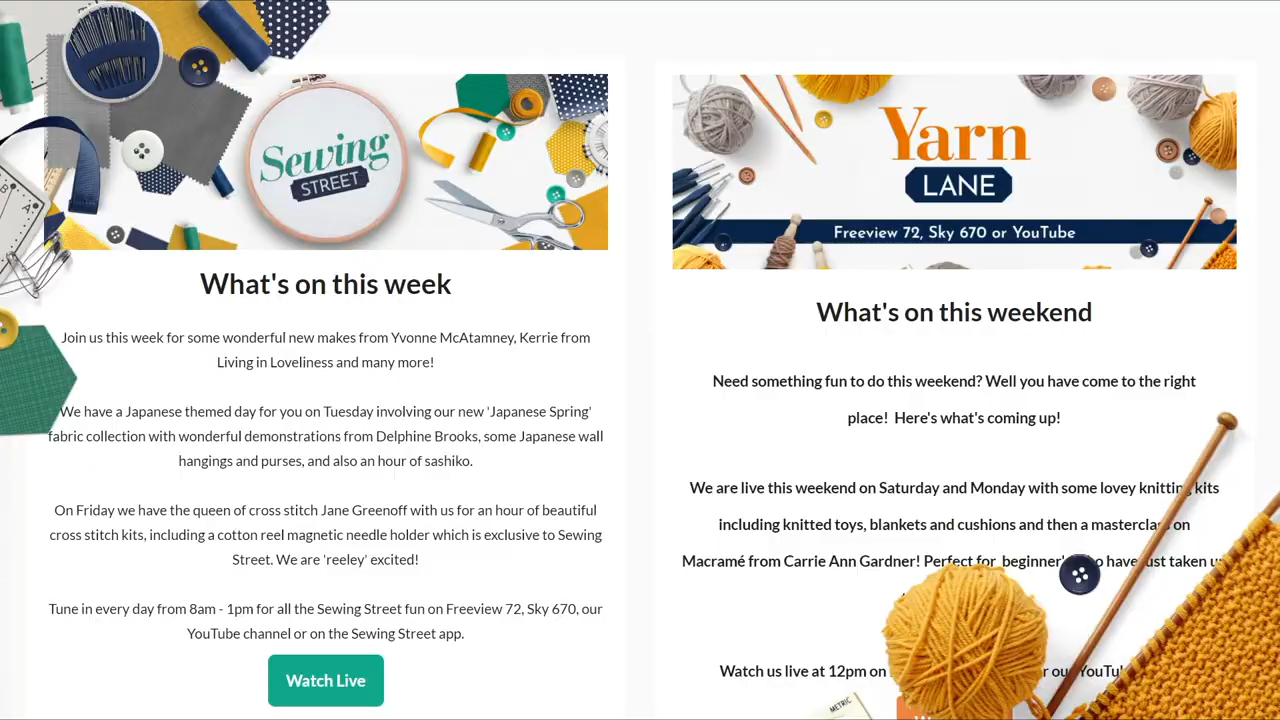 Sewing
STREET
What's on this week
Join us this week for some wonderful new makes from Yvonne McAtamney, Kerrie from
Living in Loveliness and many more!
We have a Japanese themed day for you on Tuesday involving our new 'Japanese Spring'
fabric collection with wonderful demonstrations from Delphine Brooks, some Japanese wall
hangings and purses, and also an hour of sashiko.
On Friday we have the queen of cross stitch Jane Greenoff with us for an hour of beautiful
cross stitch kits, including a cotton reel magnetic needle holder which is exclusive to Sewing
Street. We are 'reeley' excited!
Tune in every day from 8am - 1pm for all the Sewing Street fun on Freeview 72, Sky 670, our
YouTube channel or on the Sewing Street app.
Watch Live
Yarn
LANE
Freeview 72, Sky 670 or YouTube
What's on this weekend
Need something fun to do this weekend? Well you have come to the right
place! Here's what's coming up!
We are live this weekend on Saturday and Monday with some lovey knitting kits
including knitted toys, blankets and cushions and then a masterclass on
Macramé from Carrie Ann Gardner! Perfect for beginner's have just taken
Watch us live at 12pm on
METRIC